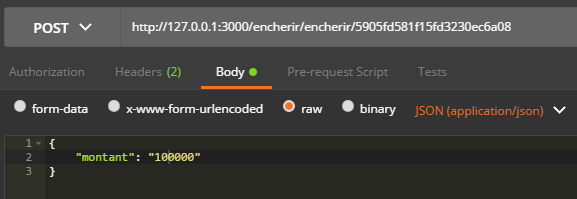 POST http://127.0.0.1:3000/encherir/encherir/5905fd581f15fd3230ec6a08
Authorization Headers (2) Body Pre-request Script Tests
form-data x-www-form-urlencoded raw binary JSON (application/json)
1 {
2 "montant": "100000"
3 }